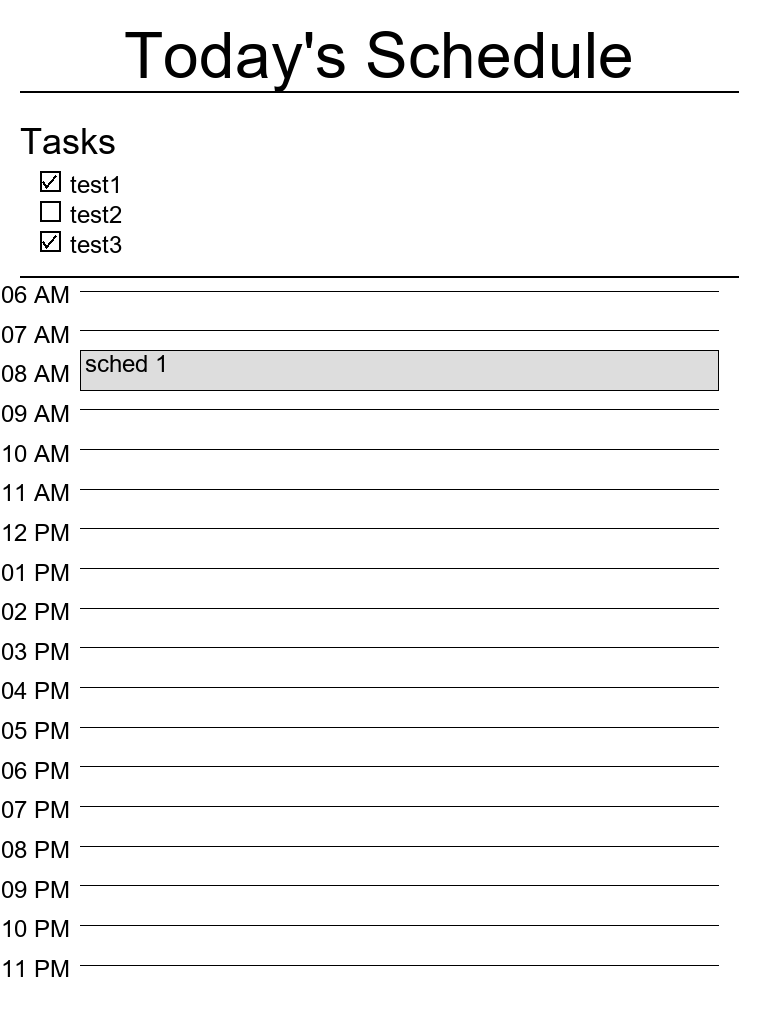 Today's Schedule
Tasks
test1
test2
test3
06 AM
07 AM
sched 1
08 AM
09 AM
10 AM
11 AM
12 PM
01 PM
02 PM
03 PM
04 PM
05 PM
06 PM
07 PM
08 PM
09 PM
10 PM
11 PM